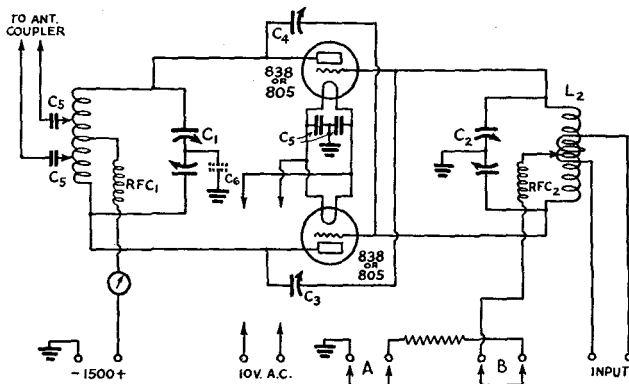 TO ANT.
COUPLER
C4
838
OR
805
L2
C5
C1
C5
C2
C6
C5
RFC1
RFC2
838
OR
805
C3
-1500+
10V. A.C.
A
B
INPUT